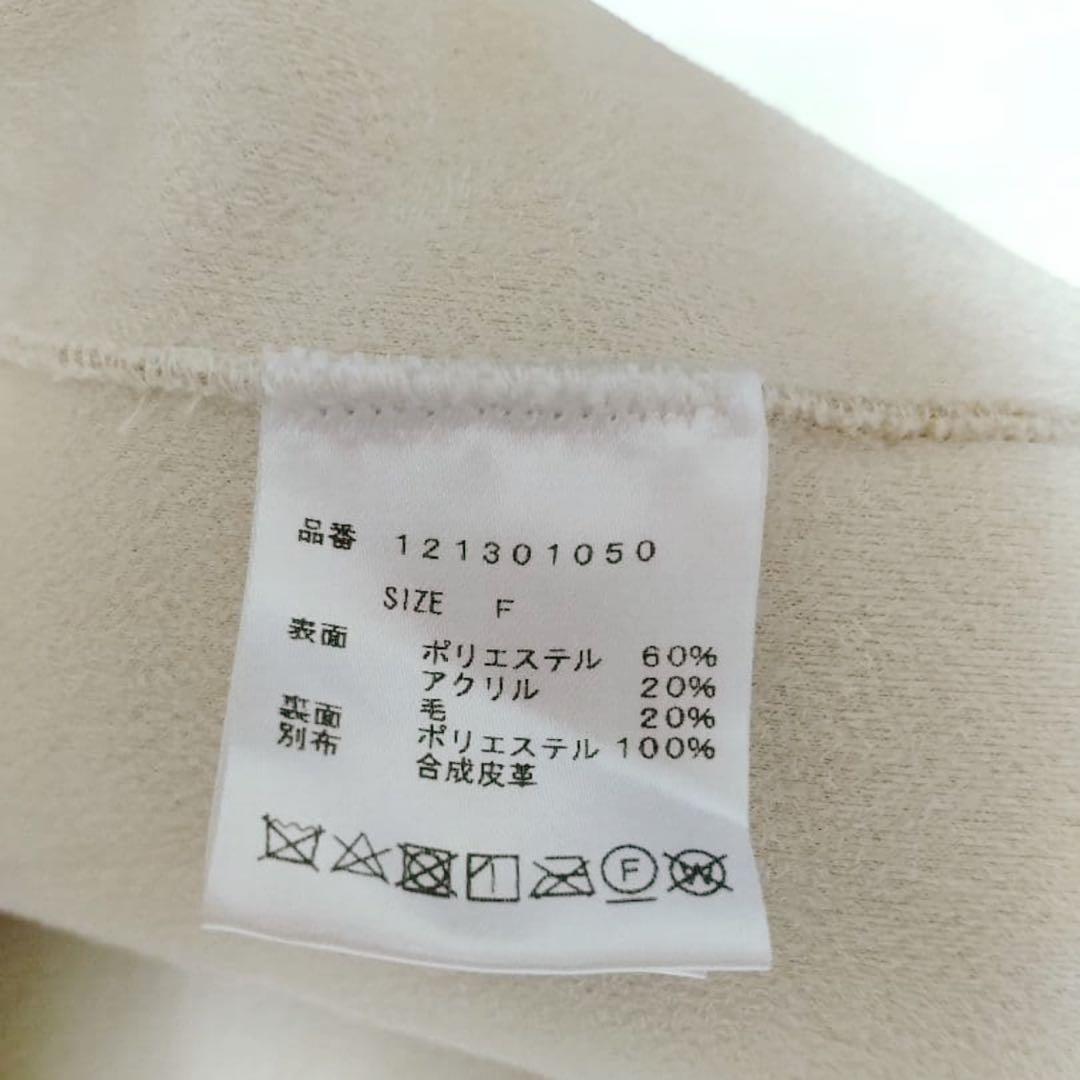 品番 121301050
SIZE F
表面 ポリエステル 60%
アクリル 20%
毛 20%
裏面 ポリエステル 100%
別布 合成皮革
F
W